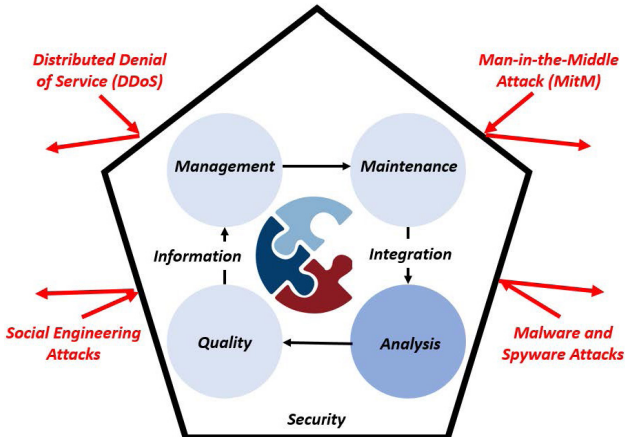 Distributed Denial
of Service (DDoS)
Man-in-the-Middle
Attack (MitM)
Management
Maintenance
Information
Integration
Social Engineering
Attacks
Quality
Analysis
Malware and
Spyware Attacks
Security